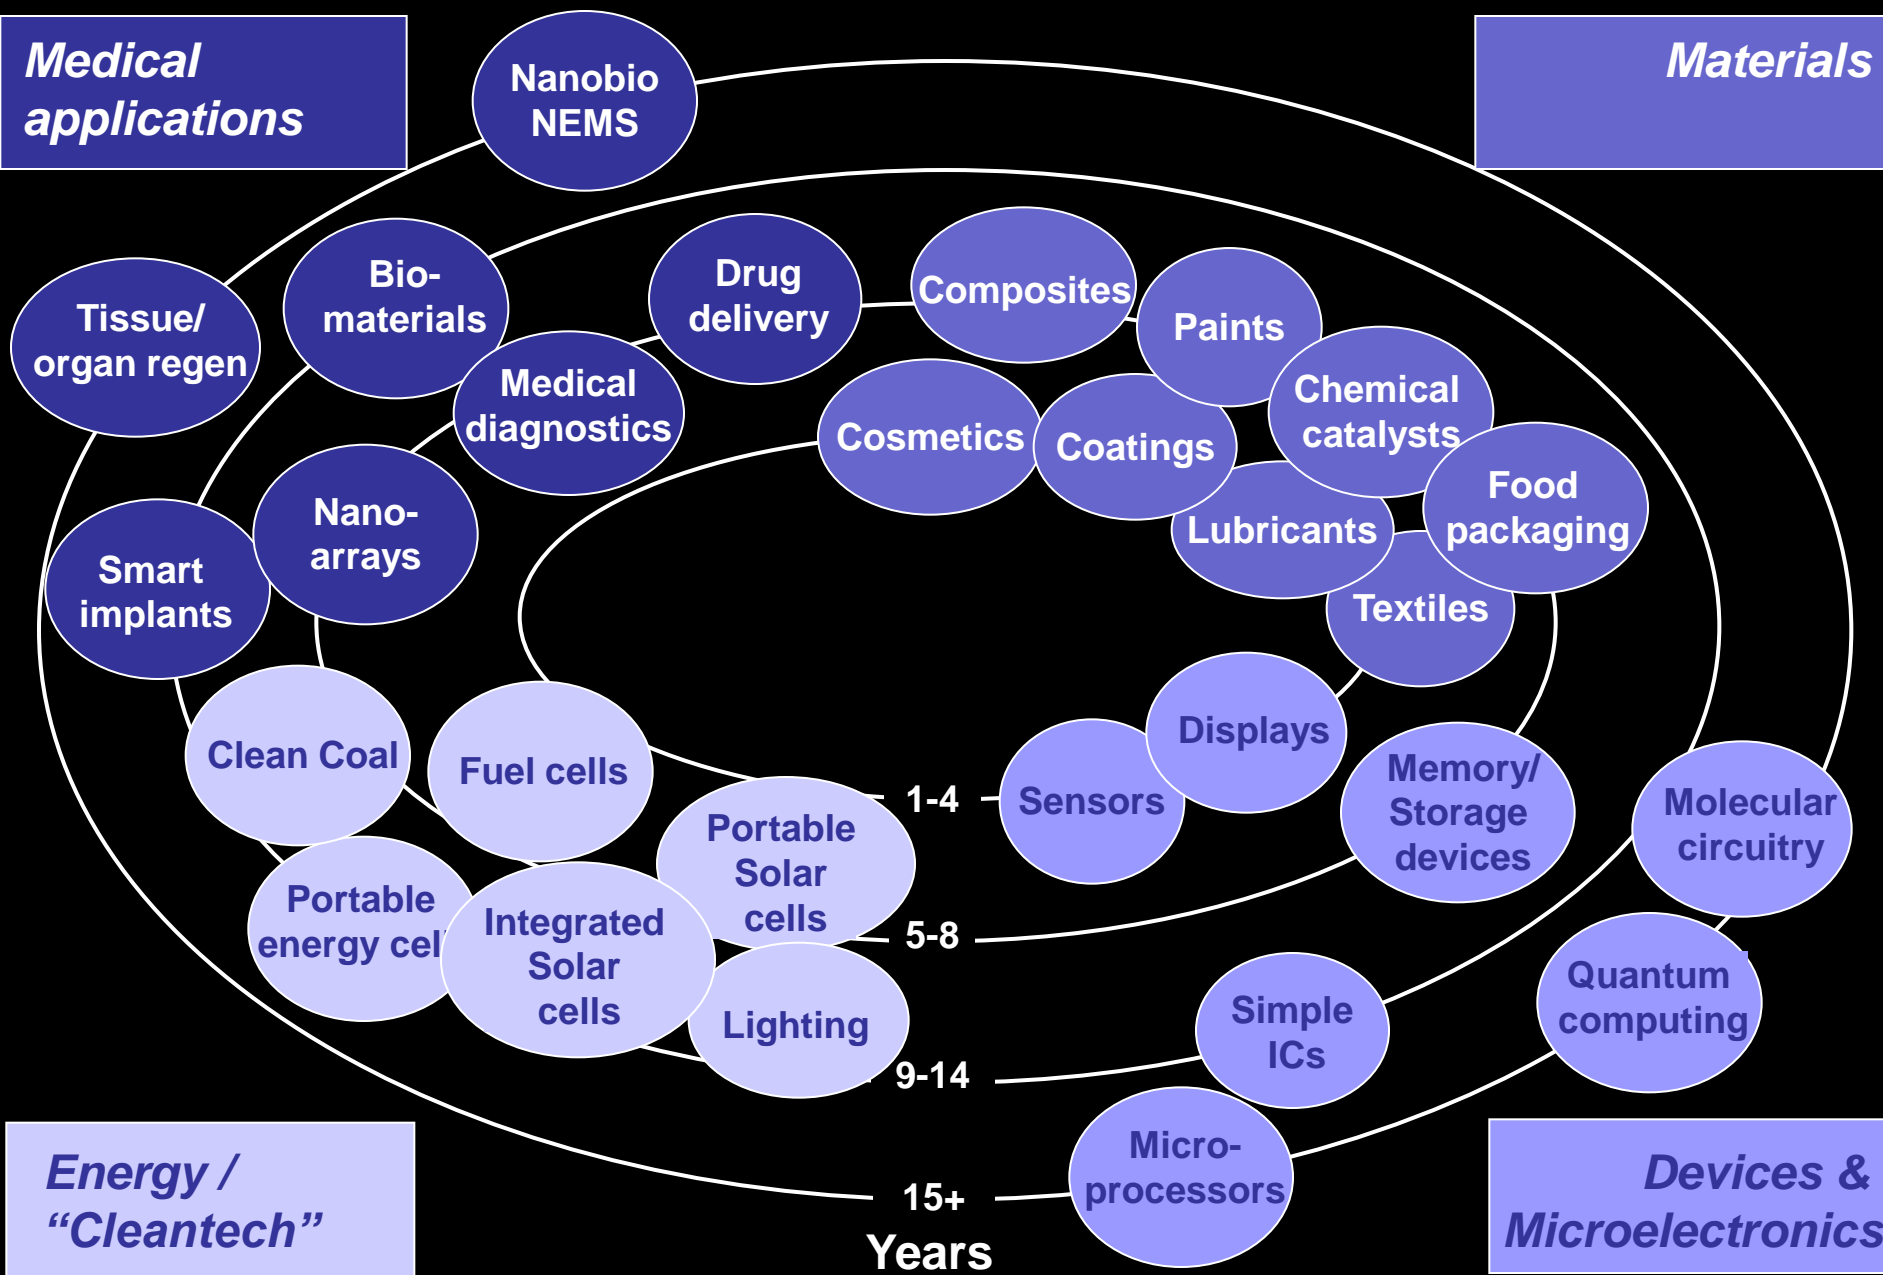 Medical
applications
Nanobio
NEMS
Materials
Tissue/
organ regen
Bio-
materials
Drug
delivery
Composites
Paints
Medical
diagnostics
Cosmetics
Coatings
Chemical
catalysts
Nano-
arrays
Lubricants
Food
packaging
Smart
implants
Textiles
Clean Coal
Fuel cells
Portable
Solar
cells
1-4
Sensors
Displays
Memory/
Storage
devices
Molecular
circuitry
Portable
energy cel
Integrated
Solar
cells
5-8
Lighting
9-14
Simple
ICs
Quantum
computing
Micro-
processors
15+
Years
Energy /
“Cleantech”
Devices &
Microelectronics